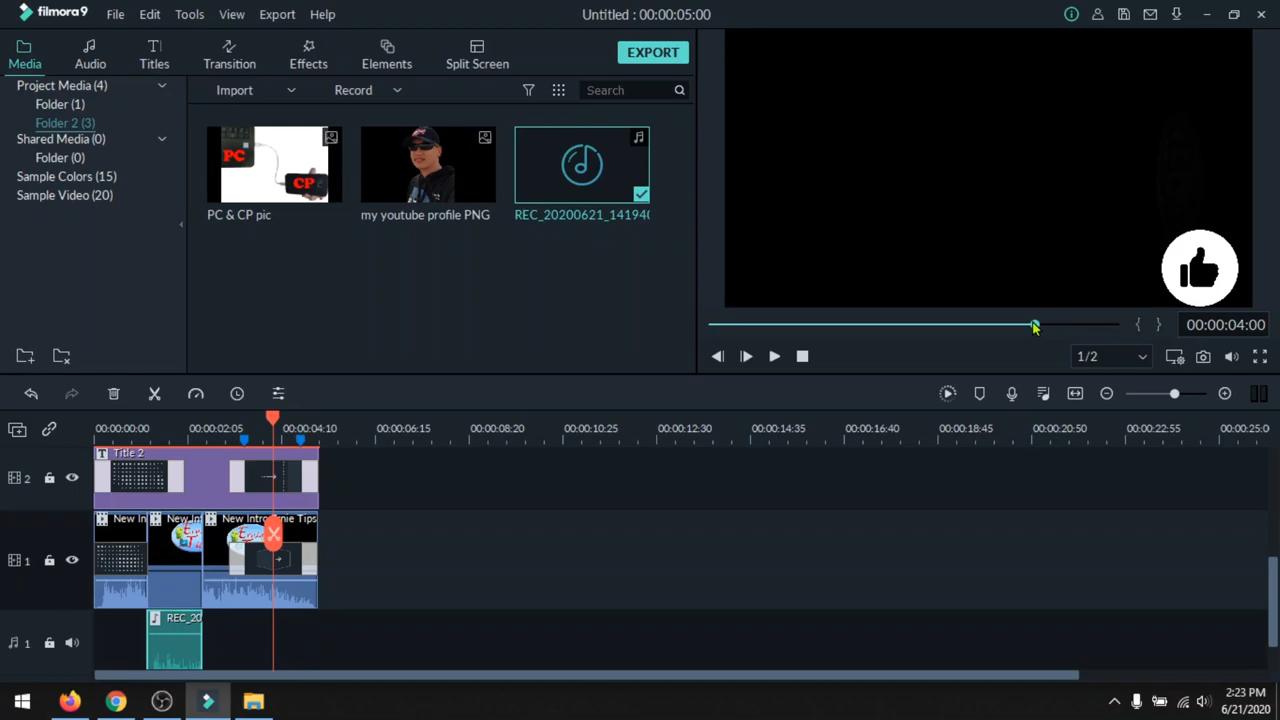 filmora9 File Edit Tools View Export Help Untitled : 00:00:05:00
Media Audio Titles Transition Effects Elements Split Screen EXPORT
Project Media (4) Import Record Search
Folder (1)
Folder 2 (3)
Shared Media (0)
Folder (0)
Sample Colors (15)
Sample Video (20)
PC CP
PC & CP pic my youtube profile PNG REC_20200621_141940
00:00:04:00
1/2
00:00:00:00 00:00:02:05 00:00:04:10 00:00:06:15 00:00:08:20 00:00:10:25 00:00:12:30 00:00:14:35 00:00:16:40 00:00:18:45 00:00:20:50 00:00:22:55 00:00:25:0
Title 2
2
New In New In New Intro Tips
1
REC_20
1
2:23 PM
6/21/2020